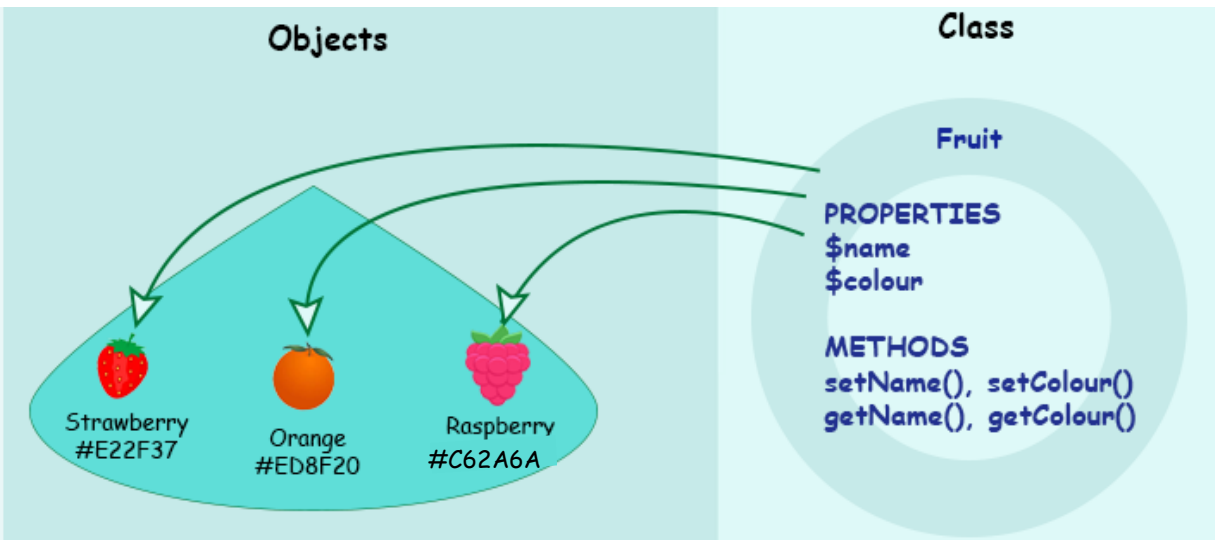 Objects
Strawberry
#E22F37
Orange
#ED8F20
Raspberry
#C62A6A
Class
Fruit
PROPERTIES
$name
$colour
METHODS
setName(), setColour()
getName(), getColour()